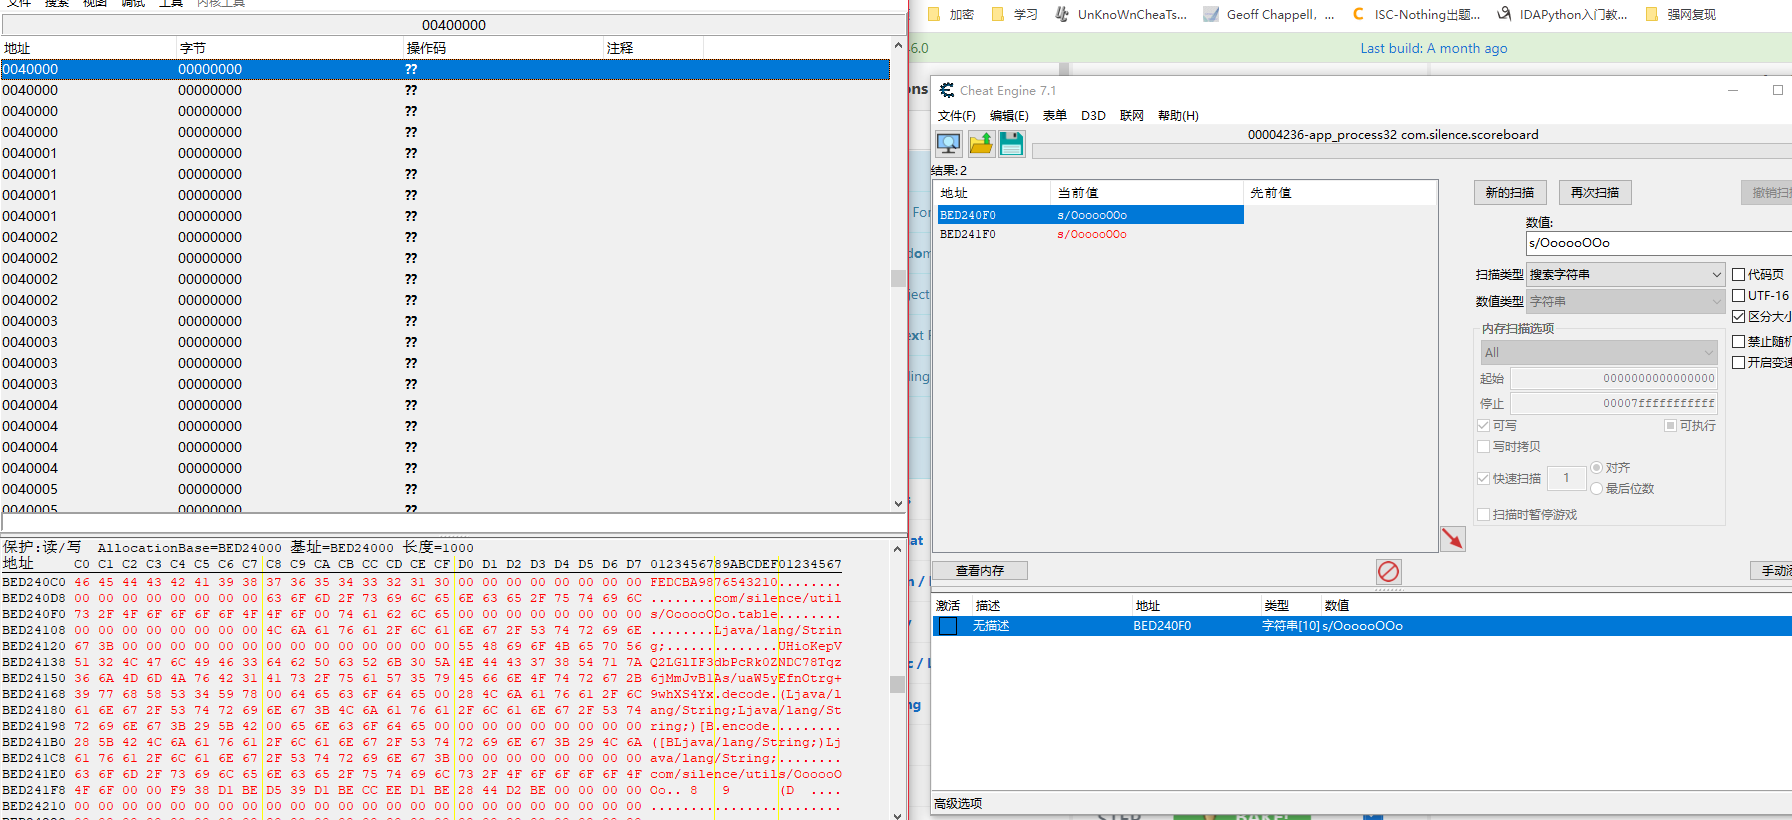 文件 搜索 视图 调试 工具 内核工具
00400000
地址 字节 操作码 注释
0040000 00000000 ??
0040000 00000000 ??
0040000 00000000 ??
0040000 00000000 ??
0040001 00000000 ??
0040001 00000000 ??
0040001 00000000 ??
0040001 00000000 ??
0040002 00000000 ??
0040002 00000000 ??
0040002 00000000 ??
0040002 00000000 ??
0040003 00000000 ??
0040003 00000000 ??
0040003 00000000 ??
0040003 00000000 ??
0040004 00000000 ??
0040004 00000000 ??
0040004 00000000 ??
0040004 00000000 ??
0040005 00000000 ??
0040005 00000000 ??
保护:读/写 AllocationBase=BED24000 基址=BED24000 长度=1000
地址 C0 C1 C2 C3 C4 C5 C6 C7 C8 C9 CA CB CC CD CE CF D0 D1 D2 D3 D4 D5 D6 D7 0123456789ABCDEF01234567
BED240C0 46 45 44 43 42 41 39 38 37 36 35 34 33 32 31 30 00 00 00 00 00 00 00 00 FEDCBA9876543210........
BED240D8 00 00 00 00 00 00 00 00 63 6F 6D 2F 73 69 6C 65 6E 63 65 2F 75 74 69 6C ........com/silence/util
BED240F0 73 2F 4F 6F 6F 6F 6F 4F 4F 6F 00 74 61 62 6C 65 00 00 00 00 00 00 00 00 s/OooooOOo.table........
BED24108 00 00 00 00 00 00 00 00 4C 6A 61 76 61 2F 6C 61 6E 67 2F 53 74 72 69 6E ........Ljava/lang/Strin
BED24120 67 3B 00 00 00 00 00 00 00 00 00 00 00 00 00 00 55 48 69 6F 4B 65 70 56 g;..............UHioKepV
BED24138 51 32 4C 47 6C 49 46 33 64 62 50 63 52 6B 30 5A 4E 44 43 37 38 54 71 7A Q2LGlIF3dbPcRk0ZNDC78Tqz
BED24150 36 6A 4D 6D 4A 76 42 31 41 73 2F 75 61 57 35 79 45 66 6E 4F 74 72 67 2B 6jMmJvB1As/uaW5yEfnOtrg+
BED24168 39 77 68 58 53 34 59 78 00 64 65 63 6F 64 65 00 28 4C 6A 61 76 61 2F 6C 9whXS4Yx.decode.(Ljava/l
BED24180 61 6E 67 2F 53 74 72 69 6E 67 3B 4C 6A 61 76 61 2F 6C 61 6E 67 2F 53 74 ang/String;Ljava/lang/St
BED24198 72 69 6E 67 3B 29 5B 42 00 65 6E 63 6F 64 65 00 00 00 00 00 00 00 00 00 ring;)[B.encode.........
BED241B0 28 5B 42 4C 6A 61 76 61 2F 6C 61 6E 67 2F 53 74 72 69 6E 67 3B 29 4C 6A ([BLjava/lang/String;)Lj
BED241C8 61 76 61 2F 6C 61 6E 67 2F 53 74 72 69 6E 67 3B 00 00 00 00 00 00 00 00 ava/lang/String;........
BED241E0 63 6F 6D 2F 73 69 6C 65 6E 63 65 2F 75 74 69 6C 73 2F 4F 6F 6F 6F 6F 4F com/silence/utils/OooooO
BED241F8 4F 6F 00 00 F9 38 D1 BE D5 39 D1 BE CC EE D1 BE 28 44 D2 BE 00 00 00 00 Oo.. 8 9 (D ....
BED24210 00 00 00 00 00 00 00 00 00 00 00 00 00 00 00 00 00 00 00 00 00 00 00 00 ........................
加密 学习 UnKnoWnCheaTs... Geoff Chappell, ... ISC-Nothing出题... IDAPython入门教... 强网复现
6.0 Last build: A month ago
Cheat Engine 7.1
文件(F) 编辑(E) 表单 D3D 联网 帮助(H)
00004236-app_process32 com.silence.scoreboard
结果: 2
地址 当前值 先前值
BED240F0 s/OooooOOo
BED241F0 s/OooooOOo
新的扫描 再次扫描 撤销扫
数值:
s/OooooOOo
扫描类型 搜索字符串
数值类型 字符串
代码页
UTF-16
区分大小
禁止随机
开启变速
内存扫描选项
All
起始 0000000000000000
停止 00007fffffffffff
可写 可执行
写时拷贝
快速扫描 1 对齐
最后位数
扫描时暂停游戏
查看内存 手动添
激活 描述 地址 类型 数值
无描述 BED240F0 字符串[10] s/OooooOOo
高级选项